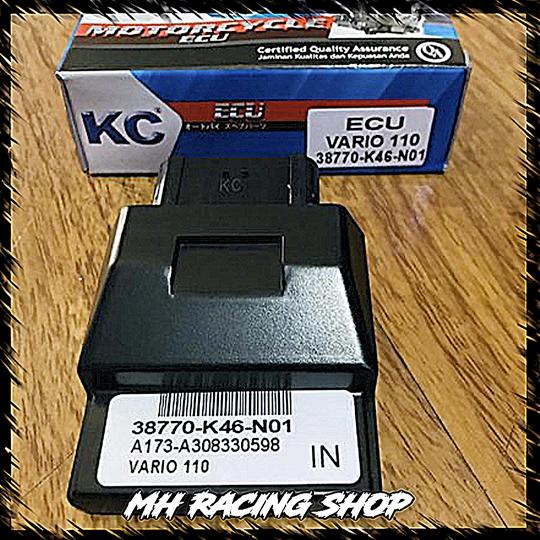 MOTORCYCLE
ECU
Certified Quality Assurance
Jaminan Kualitas dan Kepuasan Anda
KC
ECU
オートバイ スペアパーツ
ECU
VARIO 110
38770-K46-N01
KC
38770-K46-N01
A173-A308330598
VARIO 110
IN
MH RACING SHOP